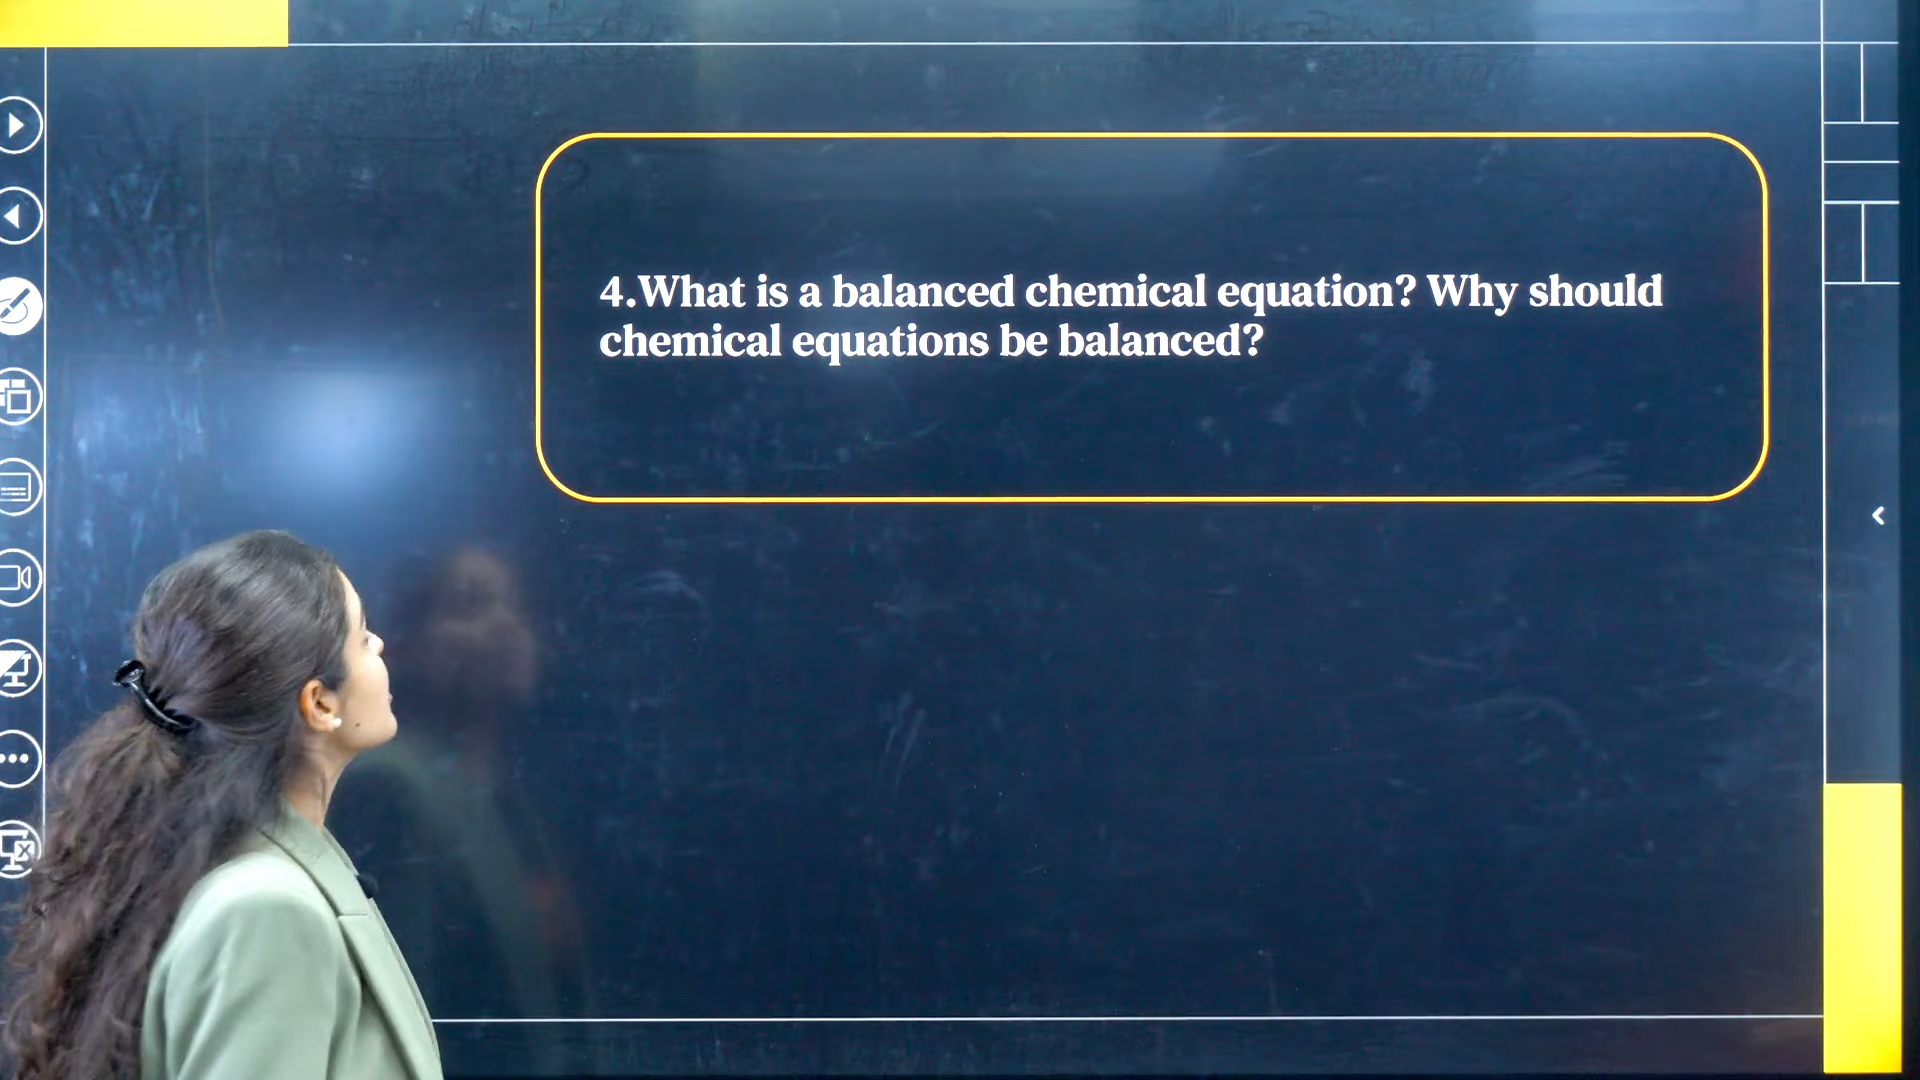 4.What is a balanced chemical equation? Why should
chemical equations be balanced?